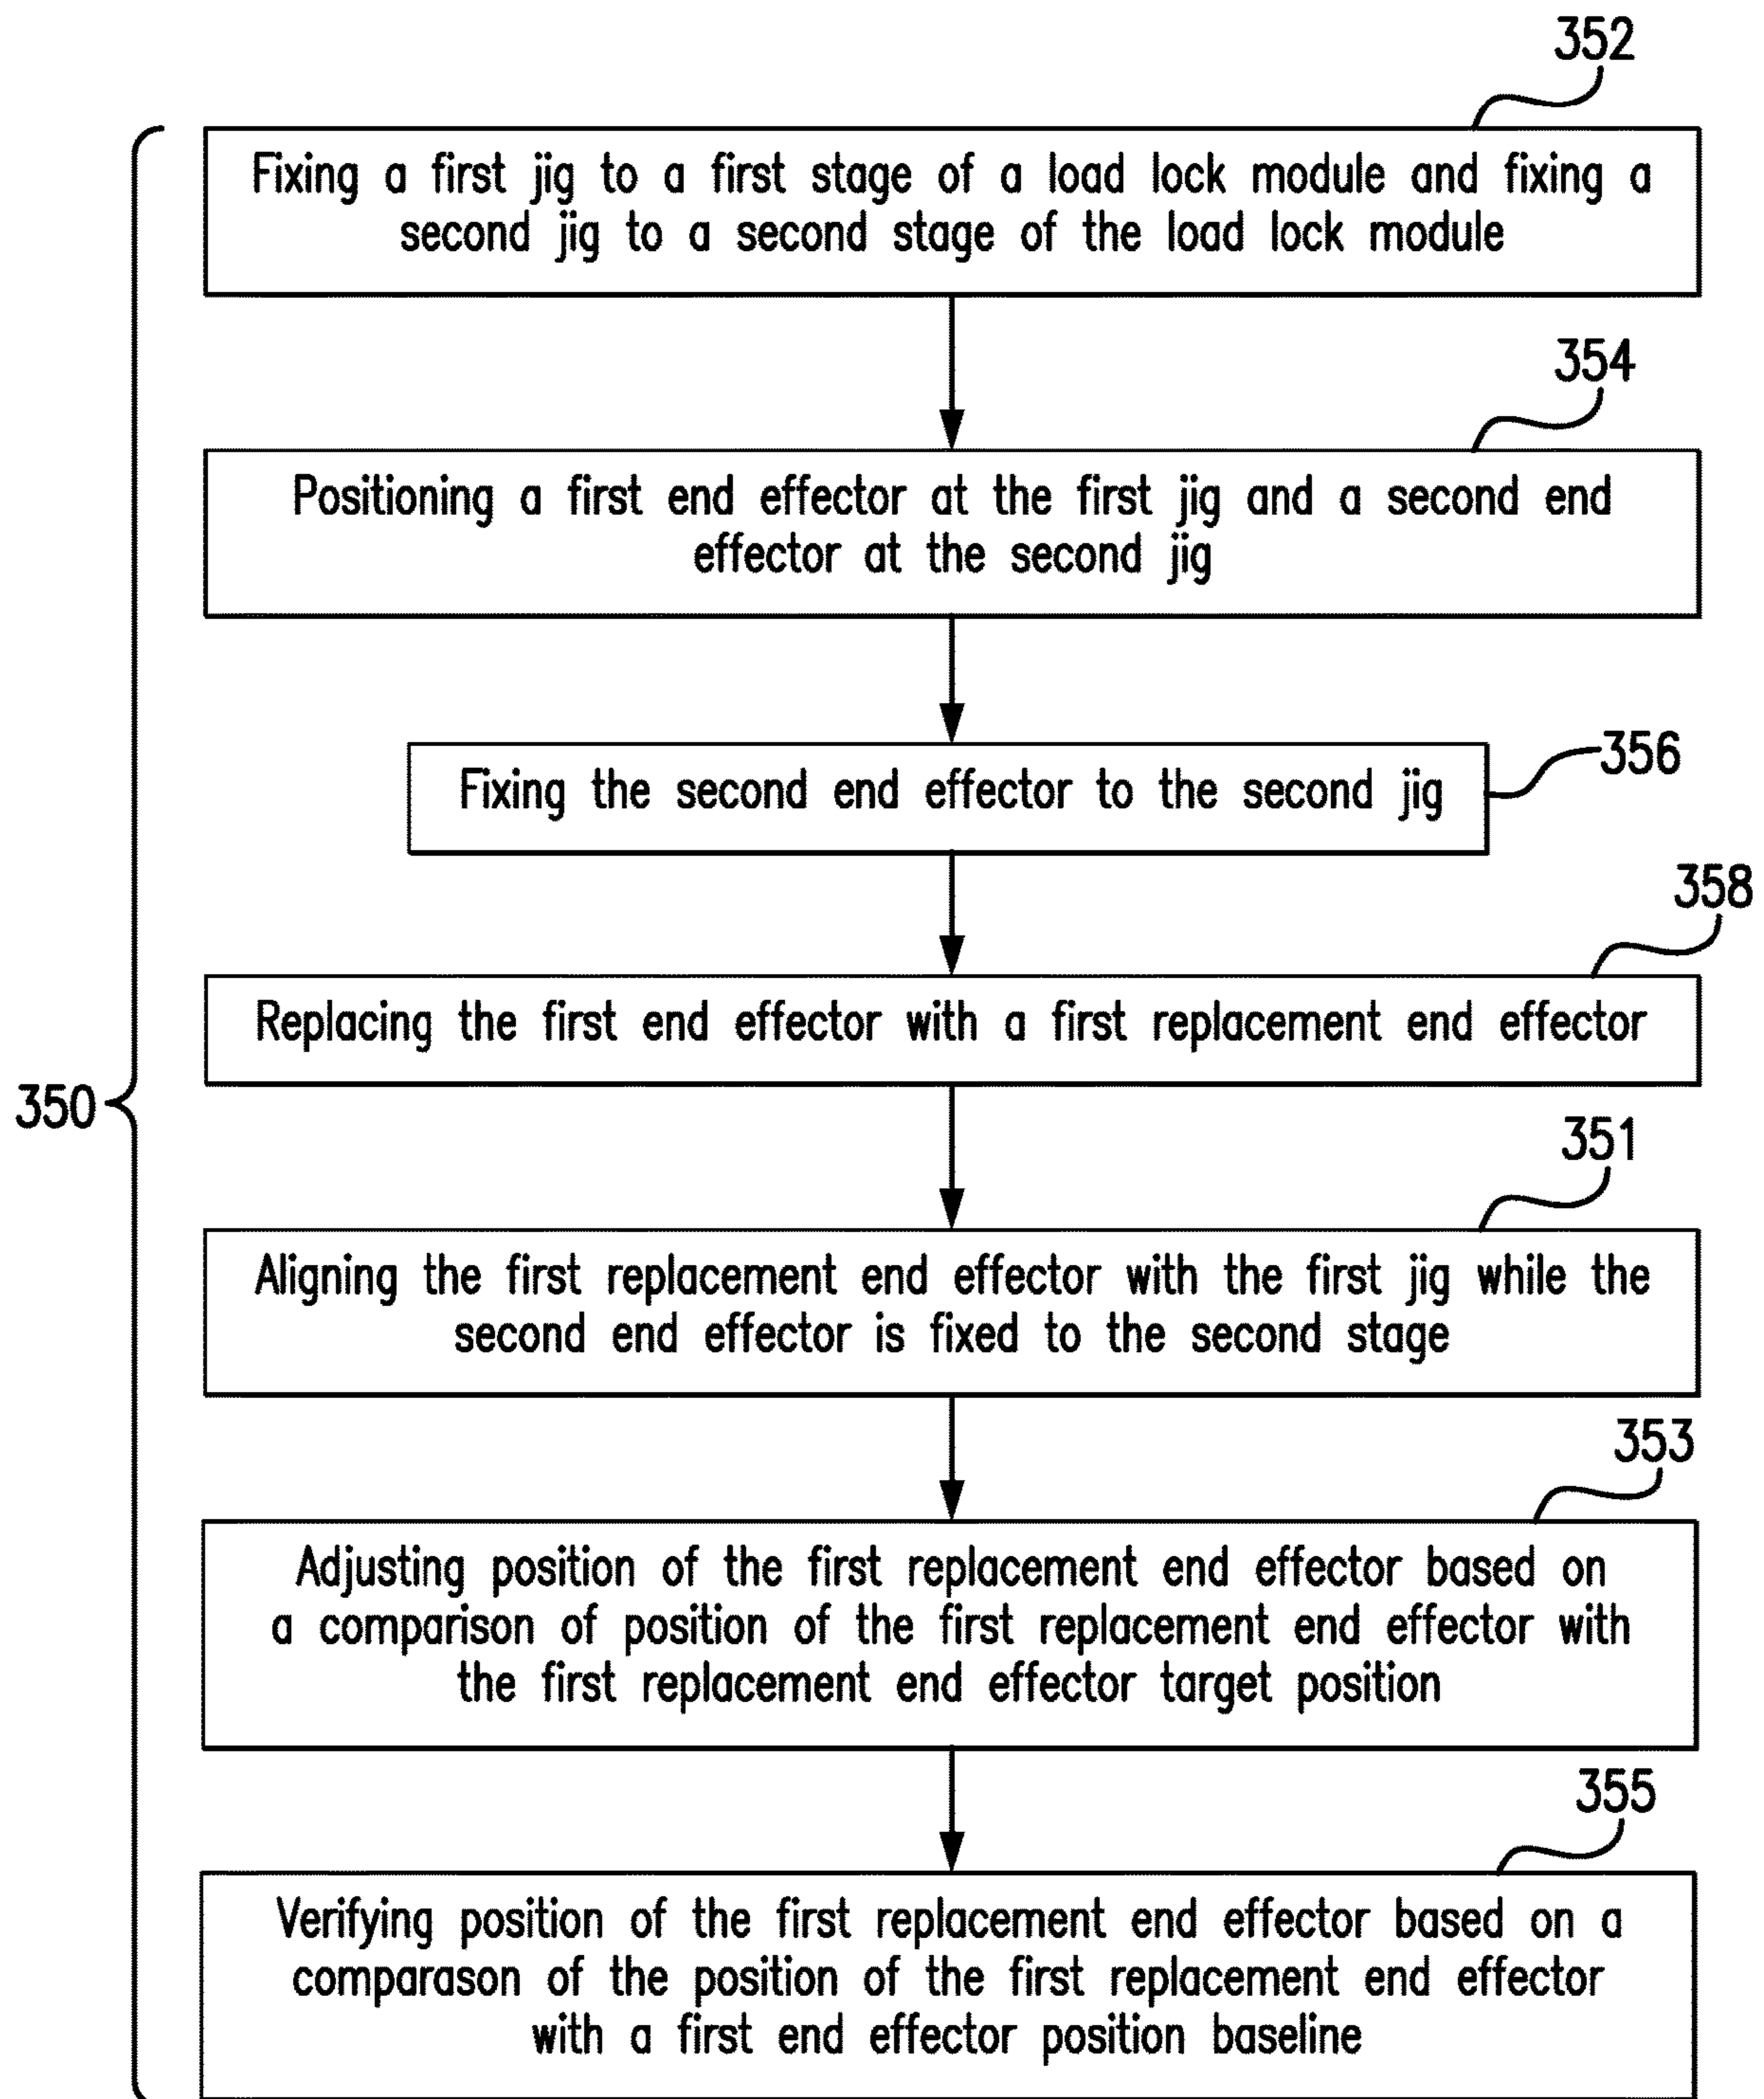 352
Fixing a first jig to a first stage of a load lock module and fixing a
second jig to a second stage of the load lock module
354
Positioning a first end effector at the first jig and a second end
effector at the second jig
Fixing the second end effector to the second jig
356
358
Replacing the first end effector with a first replacement end effector
350
351
Aligning the first replacement end effector with the first jig while the
second end effector is fixed to the second stage
353
Adjusting position of the first replacement end effector based on
a comparison of position of the first replacement end effector with
the first replacement end effector target position
355
Verifying position of the first replacement end effector based on a
comparason of the position of the first replacement end effector
with a first end effector position baseline